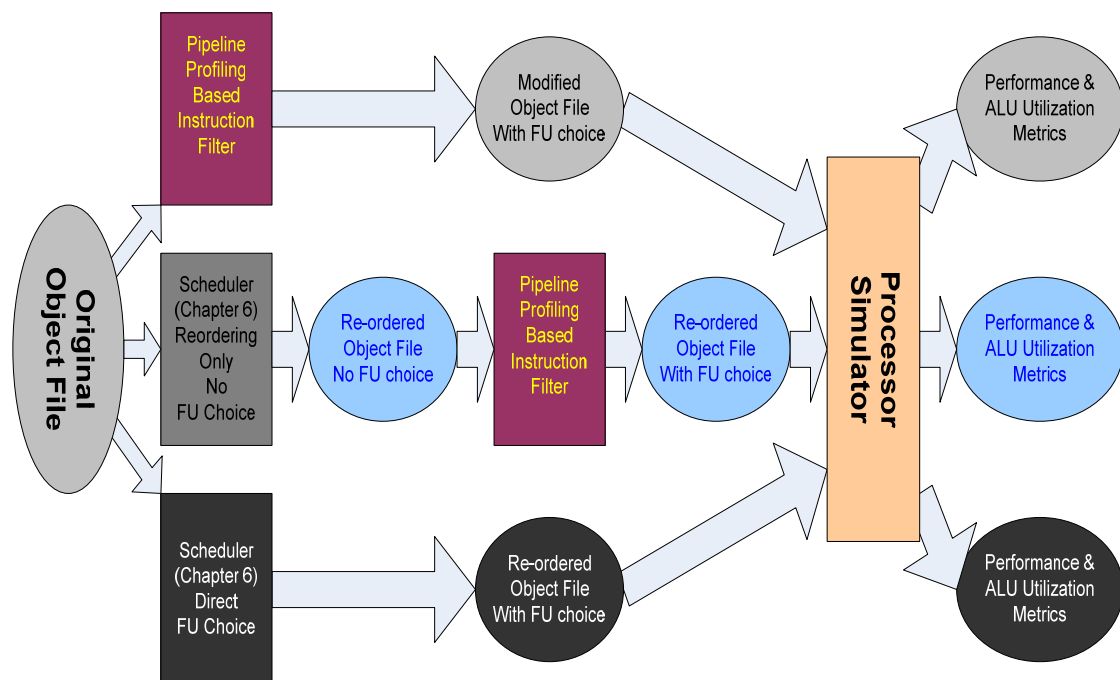 Original
Object File
Pipeline
Profiling
Based
Instruction
Filter
Modified
Object File
With FU choice
Scheduler
(Chapter 6)
Reordering
Only
No
FU Choice
Re-ordered
Object File
No FU choice
Pipeline
Profiling
Based
Instruction
Filter
Re-ordered
Object File
With FU choice
Scheduler
(Chapter 6)
Direct
FU Choice
Re-ordered
Object File
With FU choice
Processor
Simulator
Performance &
ALU Utilization
Metrics
Performance &
ALU Utilization
Metrics
Performance &
ALU Utilization
Metrics